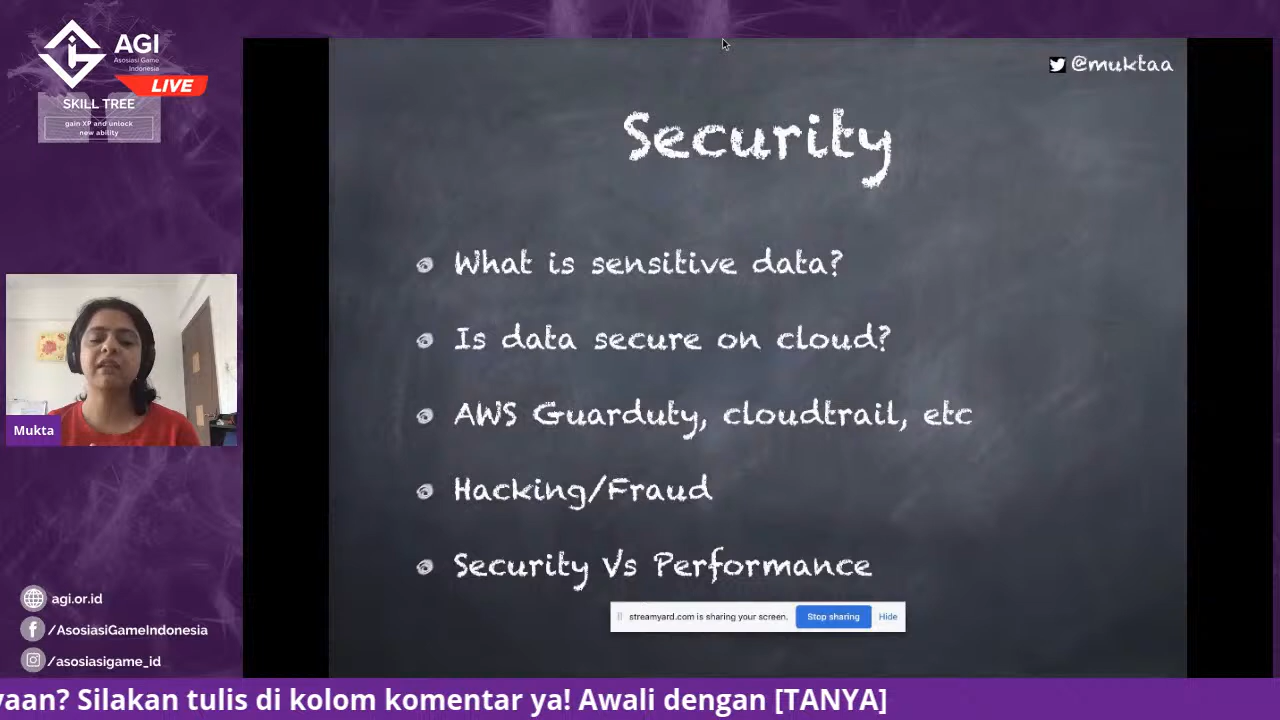 AGI
Asosiasi Game
Indonesia
LIVE
SKILL TREE
gain XP and unlock
new ability
@muktaa
Security
What is sensitive data?
Is data secure on cloud?
AWS Guarduty, cloudtrail, etc
Hacking/Fraud
Security Vs Performance
streamyard.com is sharing your screen.
Stop sharing
Hide
Mukta
agi.or.id
/AsosiasiGameIndonesia
/asosiasigame_id
yaan? Silakan tulis di kolom komentar ya! Awali dengan [TANYA]